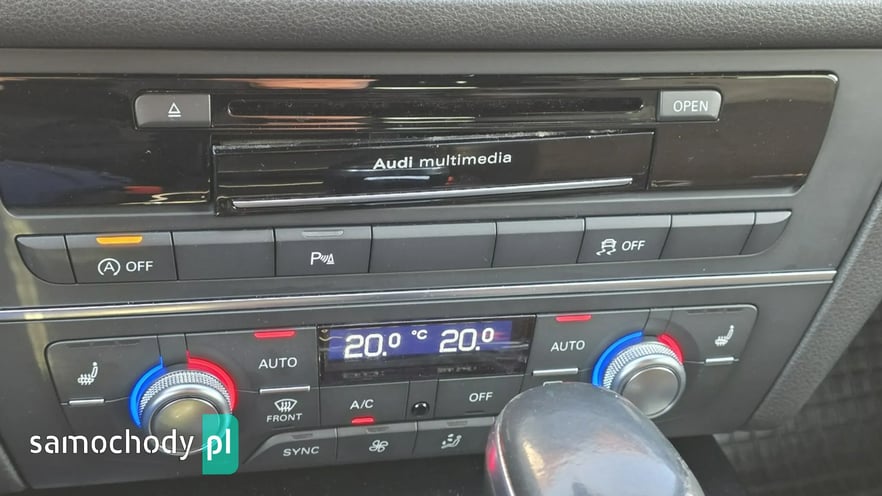 OPEN
Audi multimedia
A OFF
P
OFF
AUTO
20.0 °C 20.0
AUTO
FRONT
A/C
OFF
SYNC
samochody.pl